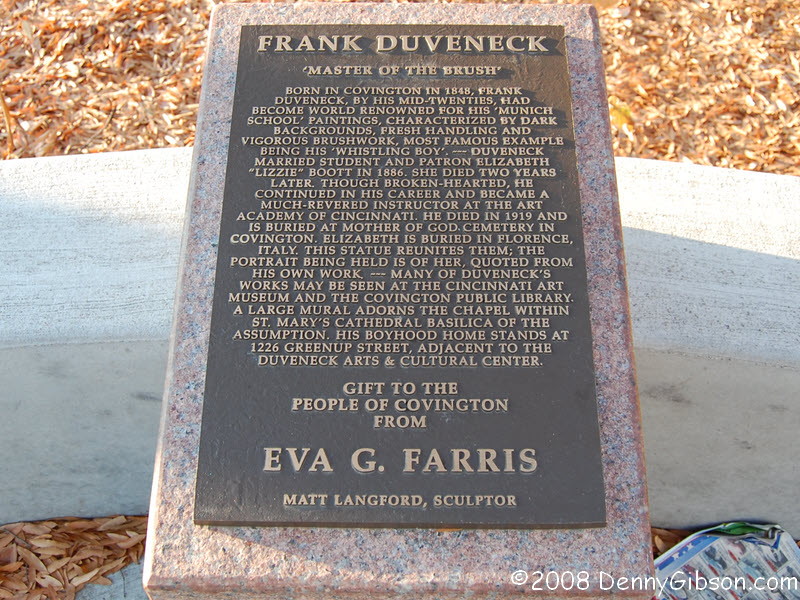 FRANK DUVENECK
'MASTER OF THE BRUSH'
BORN IN COVINGTON IN 1848, FRANK
DUVENECK, BY HIS MID-TWENTIES, HAD
BECOME WORLD RENOWNED FOR HIS 'MUNICH
SCHOOL' PAINTINGS, CHARACTERIZED BY DARK
BACKGROUNDS, FRESH HANDLING AND
VIGOROUS BRUSHWORK, MOST FAMOUS EXAMPLE
BEING HIS 'WHISTLING BOY'. --- DUVENECK
MARRIED STUDENT AND PATRON ELIZABETH
"LIZZIE" BOOTT IN 1886. SHE DIED TWO YEARS
LATER. THOUGH BROKEN-HEARTED, HE
CONTINUED IN HIS CAREER AND BECAME A
MUCH-REVERED INSTRUCTOR AT THE ART
ACADEMY OF CINCINNATI. HE DIED IN 1919 AND
IS BURIED AT MOTHER OF GOD CEMETERY IN
COVINGTON. ELIZABETH IS BURIED IN FLORENCE,
ITALY. THIS STATUE REUNITES THEM; THE
PORTRAIT BEING HELD IS OF HER, QUOTED FROM
HIS OWN WORK. --- MANY OF DUVENECK'S
WORKS MAY BE SEEN AT THE CINCINNATI ART
MUSEUM AND THE COVINGTON PUBLIC LIBRARY.
A LARGE MURAL ADORNS THE CHAPEL WITHIN
ST. MARY'S CATHEDRAL BASILICA OF THE
ASSUMPTION. HIS BOYHOOD HOME STANDS AT
1226 GREENUP STREET, ADJACENT TO THE
DUVENECK ARTS & CULTURAL CENTER.
GIFT TO THE
PEOPLE OF COVINGTON
FROM
EVA G. FARRIS
MATT LANGFORD, SCULPTOR
©2008 DennyGibson.com